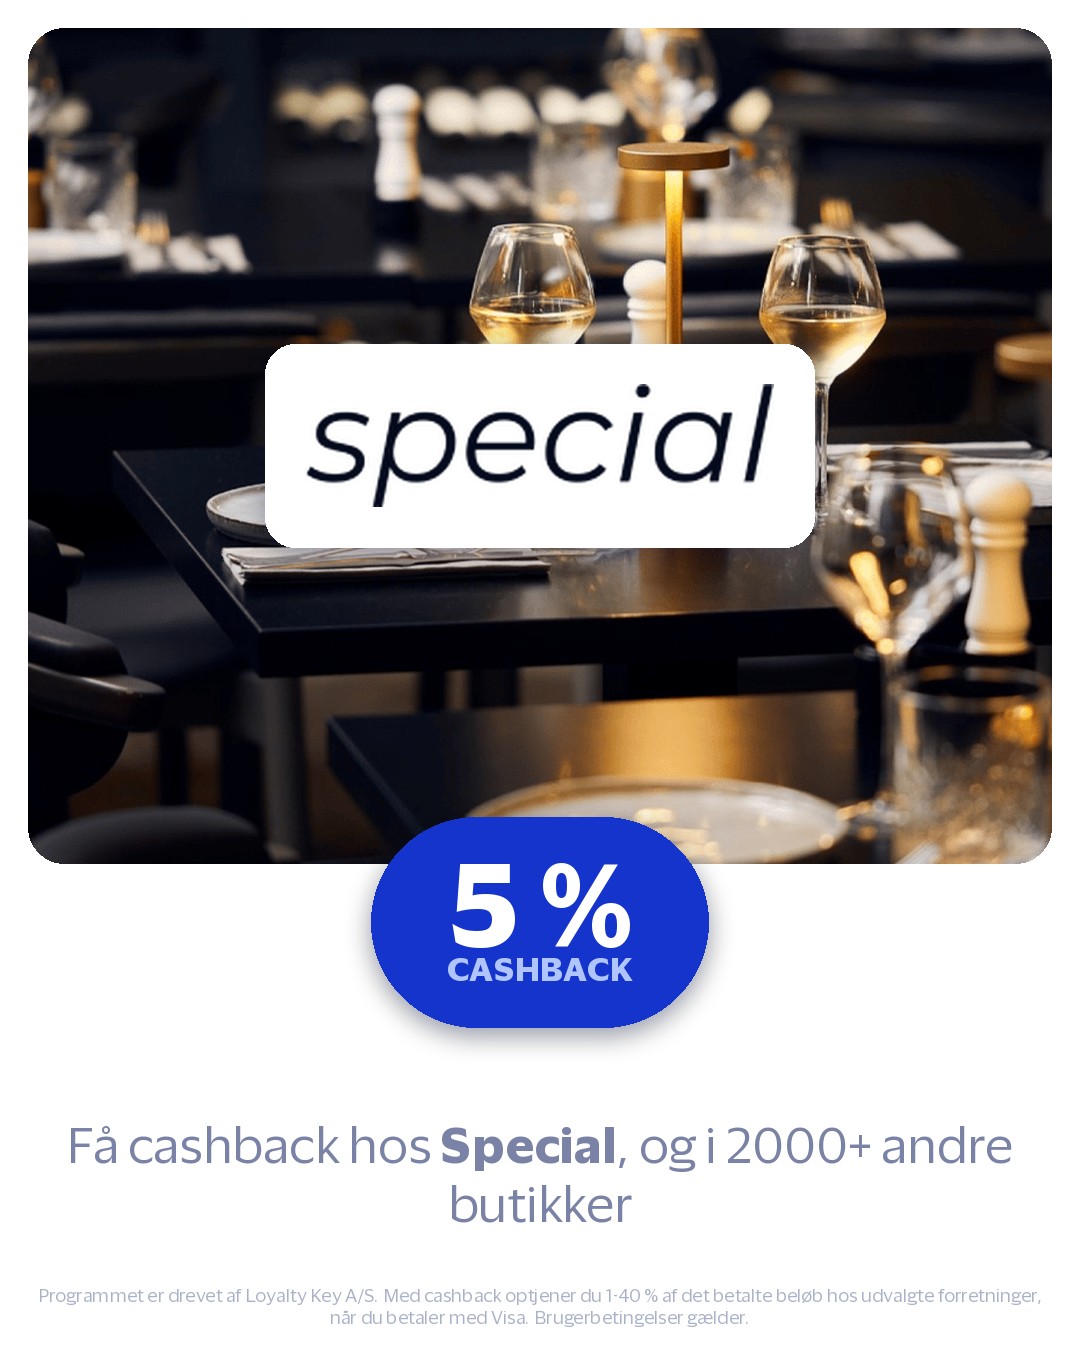 special
5 %
CASHBACK
Få cashback hos Special, og i 2000+ andre
butikker
Programmet er drevet af Loyalty Key A/S. Med cashback optjener du 1-40 % af det betalte beløb hos udvalgte forretninger,
når du betaler med Visa. Brugerbetingelser gælder.